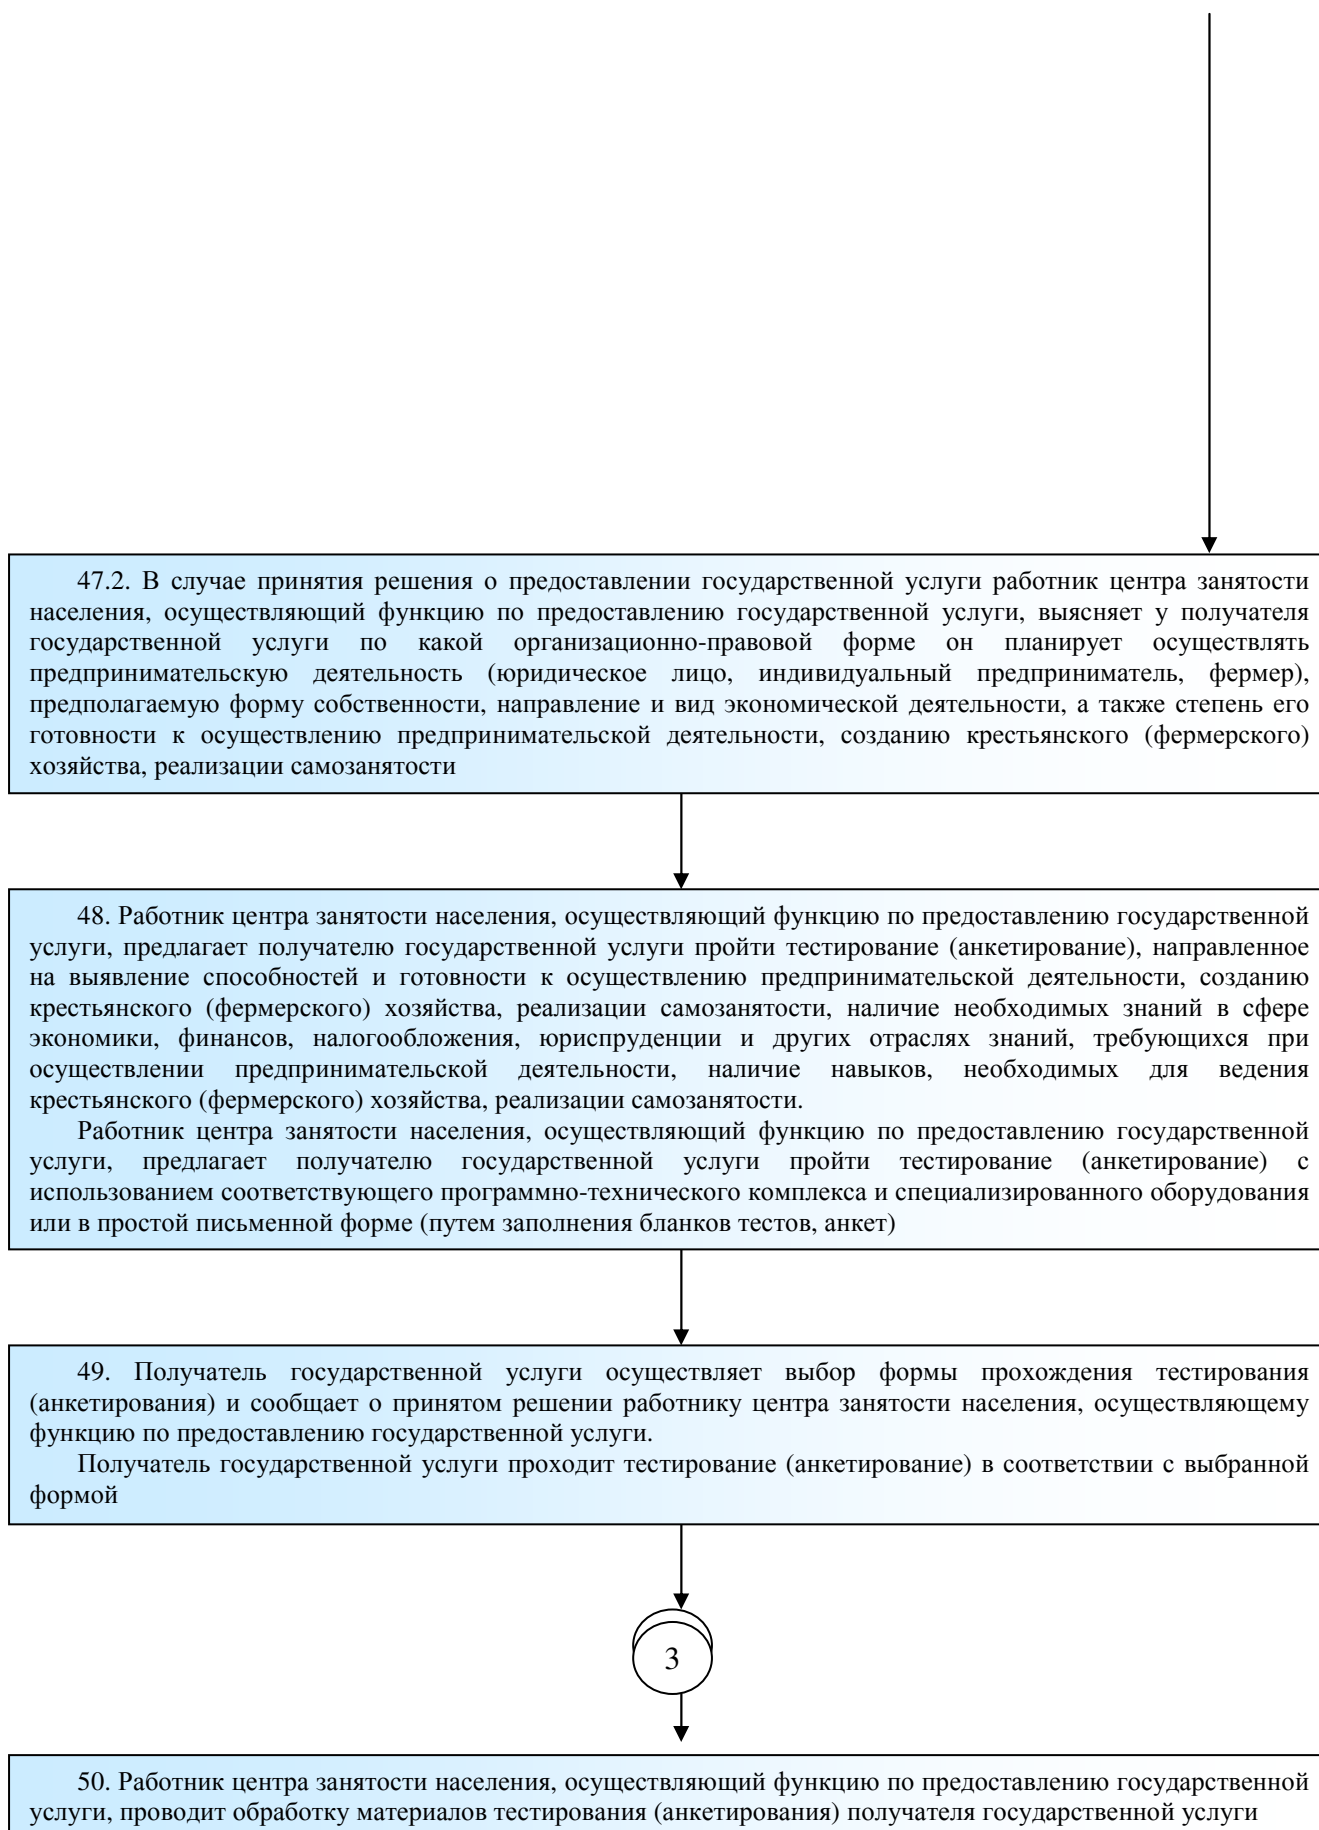 47.2. В случае принятия решения о предоставлении государственной услуги работник центра занятости
населения, осуществляющий функцию по предоставлению государственной услуги, выясняет у получателя
государственной услуги по какой организационно-правовой форме он планирует осуществлять
предпринимательскую деятельность (юридическое лицо, индивидуальный предприниматель, фермер),
предполагаемую форму собственности, направление и вид экономической деятельности, а также степень его
готовности к осуществлению предпринимательской деятельности, созданию крестьянского (фермерского)
хозяйства, реализации самозанятости
48. Работник центра занятости населения, осуществляющий функцию по предоставлению государственной
услуги, предлагает получателю государственной услуги пройти тестирование (анкетирование), направленное
на выявление способностей и готовности к осуществлению предпринимательской деятельности, созданию
крестьянского (фермерского) хозяйства, реализации самозанятости, наличие необходимых знаний в сфере
экономики, финансов, налогообложения, юриспруденции и других отраслях знаний, требующихся при
осуществлении предпринимательской деятельности, наличие навыков, необходимых для ведения
крестьянского (фермерского) хозяйства, реализации самозанятости.
Работник центра занятости населения, осуществляющий функцию по предоставлению государственной
услуги, предлагает получателю государственной услуги пройти тестирование (анкетирование) с
использованием соответствующего программно-технического комплекса и специализированного оборудования
или в простой письменной форме (путем заполнения бланков тестов, анкет)
49. Получатель государственной услуги осуществляет выбор формы прохождения тестирования
(анкетирования) и сообщает о принятом решении работнику центра занятости населения, осуществляющему
функцию по предоставлению государственной услуги.
Получатель государственной услуги проходит тестирование (анкетирование) в соответствии с выбранной
формой
3
50. Работник центра занятости населения, осуществляющий функцию по предоставлению государственной
услуги, проводит обработку материалов тестирования (анкетирования) получателя государственной услуги